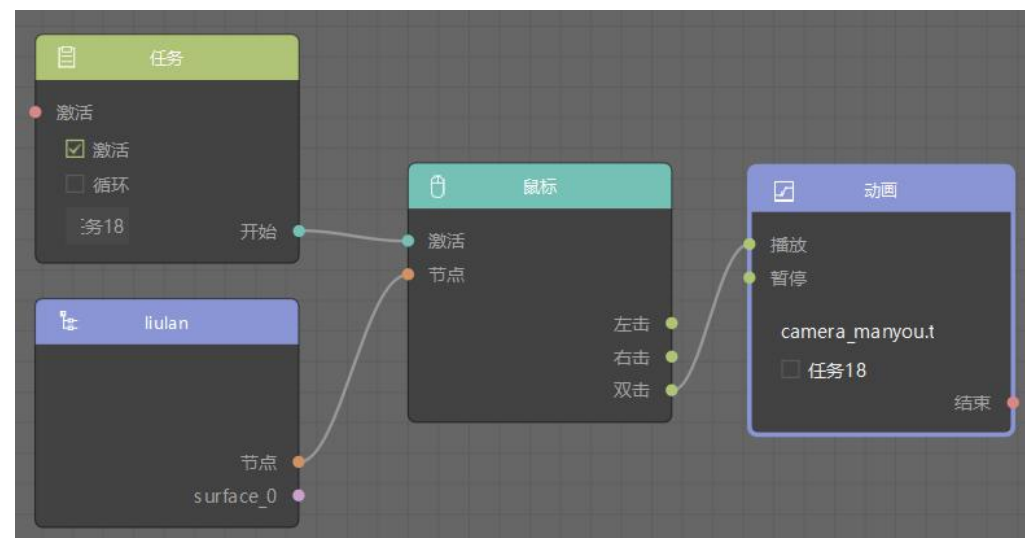 任务
激活
激活
循环
务18
开始
liulan
节点
surface_0
鼠标
激活
节点
左击
右击
双击
动画
播放
暂停
camera_manyou.t
任务18
结束